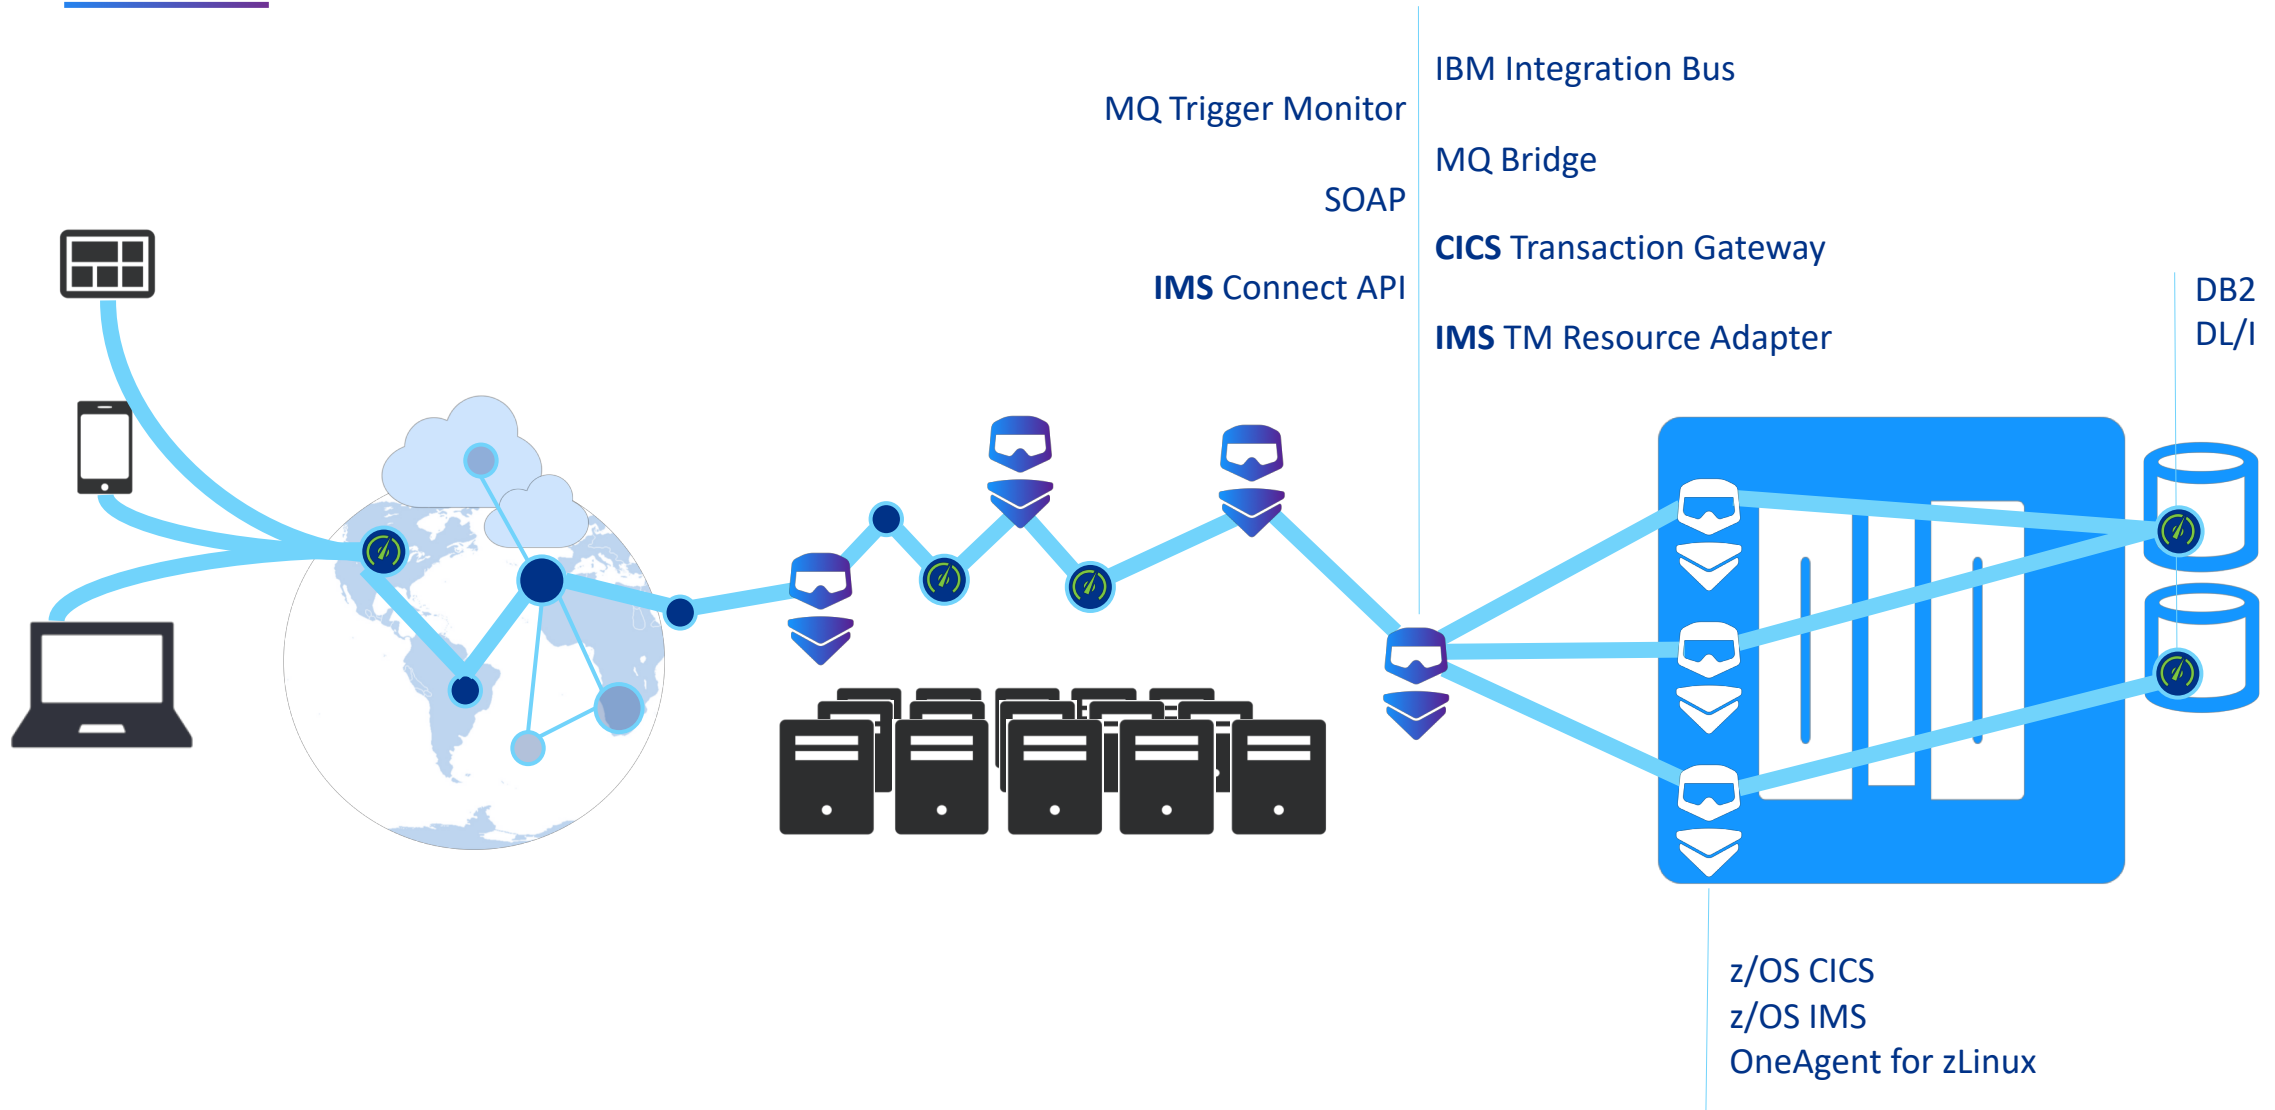 IBM Integration Bus
MQ Trigger Monitor
MQ Bridge
SOAP
CICS Transaction Gateway
IMS Connect API
IMS TM Resource Adapter
DB2
DL/I
z/OS CICS
z/OS IMS
OneAgent for zLinux